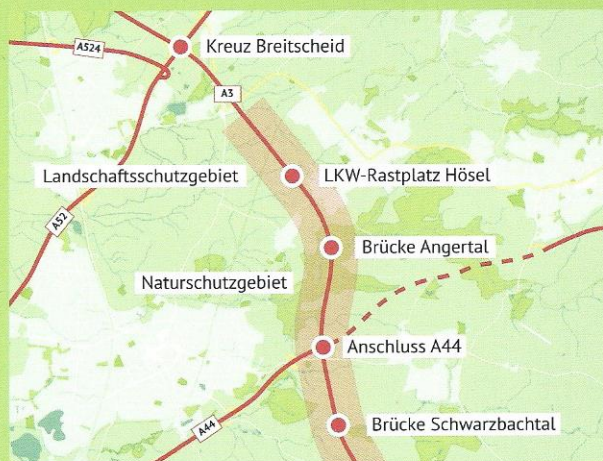 Kreuz Breitscheid
A524
A3
Landschaftsschutzgebiet
LKW-Rastplatz Hösel
A52
Brücke Angertal
Naturschutzgebiet
Anschluss A44
A44
Brücke Schwarzbachtal